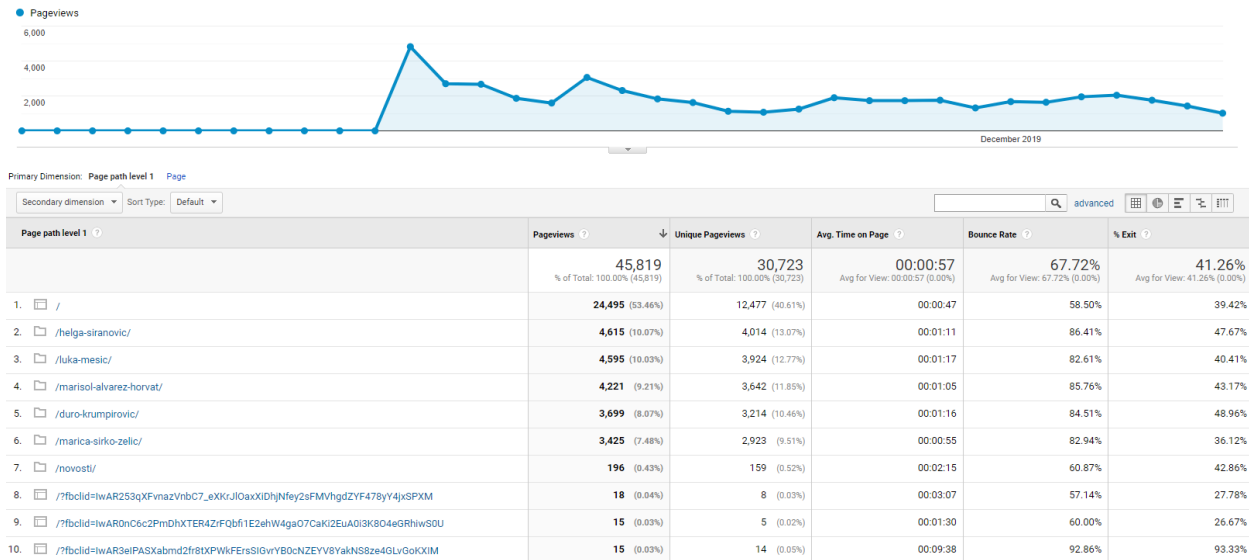 Pageviews
6,000
4,000
2,000
December 2019
Primary Dimension: Page path level 1 Page
Secondary dimension Sort Type: Default advanced
Page path level 1 ? Pageviews ? Unique Pageviews ? Avg. Time on Page ? Bounce Rate ? % Exit ?
45,819 30,723 00:00:57 67.72% 41.26%
% of Total: 100.00% (45,819) % of Total: 100.00% (30,723) Avg for View: 00:00:57 (0.00%) Avg for View: 67.72% (0.00%) Avg for View: 41.26% (0.00%)
1. / 24,495 (53.46%) 12,477 (40.61%) 00:00:47 58.50% 39.42%
2. /helga-siranovic/ 4,615 (10.07%) 4,014 (13.07%) 00:01:11 86.41% 47.67%
3. /luka-mesic/ 4,595 (10.03%) 3,924 (12.77%) 00:01:17 82.61% 40.41%
4. /marisol-alvarez-horvat/ 4,221 (9.21%) 3,642 (11.85%) 00:01:05 85.76% 43.17%
5. /duro-krumpirovic/ 3,699 (8.07%) 3,214 (10.46%) 00:01:16 84.51% 48.96%
6. /marica-sirko-zelic/ 3,425 (7.48%) 2,923 (9.51%) 00:00:55 82.94% 36.12%
7. /novosti/ 196 (0.43%) 159 (0.52%) 00:02:15 60.87% 42.86%
8. /?fbclid=IwAR253qXFvnazVnbC7_eXKrJlOaxXiDhjNfey2sFMVhgdZYF478yY4jxSPXM 18 (0.04%) 8 (0.03%) 00:03:07 57.14% 27.78%
9. /?fbclid=IwAR0nC6c2PmDhXTER4ZrFQbfi1E2ehW4gaO7CaKi2EuA0i3K8O4eGRhiwS0U 15 (0.03%) 5 (0.02%) 00:01:30 60.00% 26.67%
10. /?fbclid=IwAR3eIPASXabmd2fr8tXPWkFErsSIGvrYB0cNZEYV8YakNS8ze4GLvGoKXIM 15 (0.03%) 14 (0.05%) 00:09:38 92.86% 93.33%